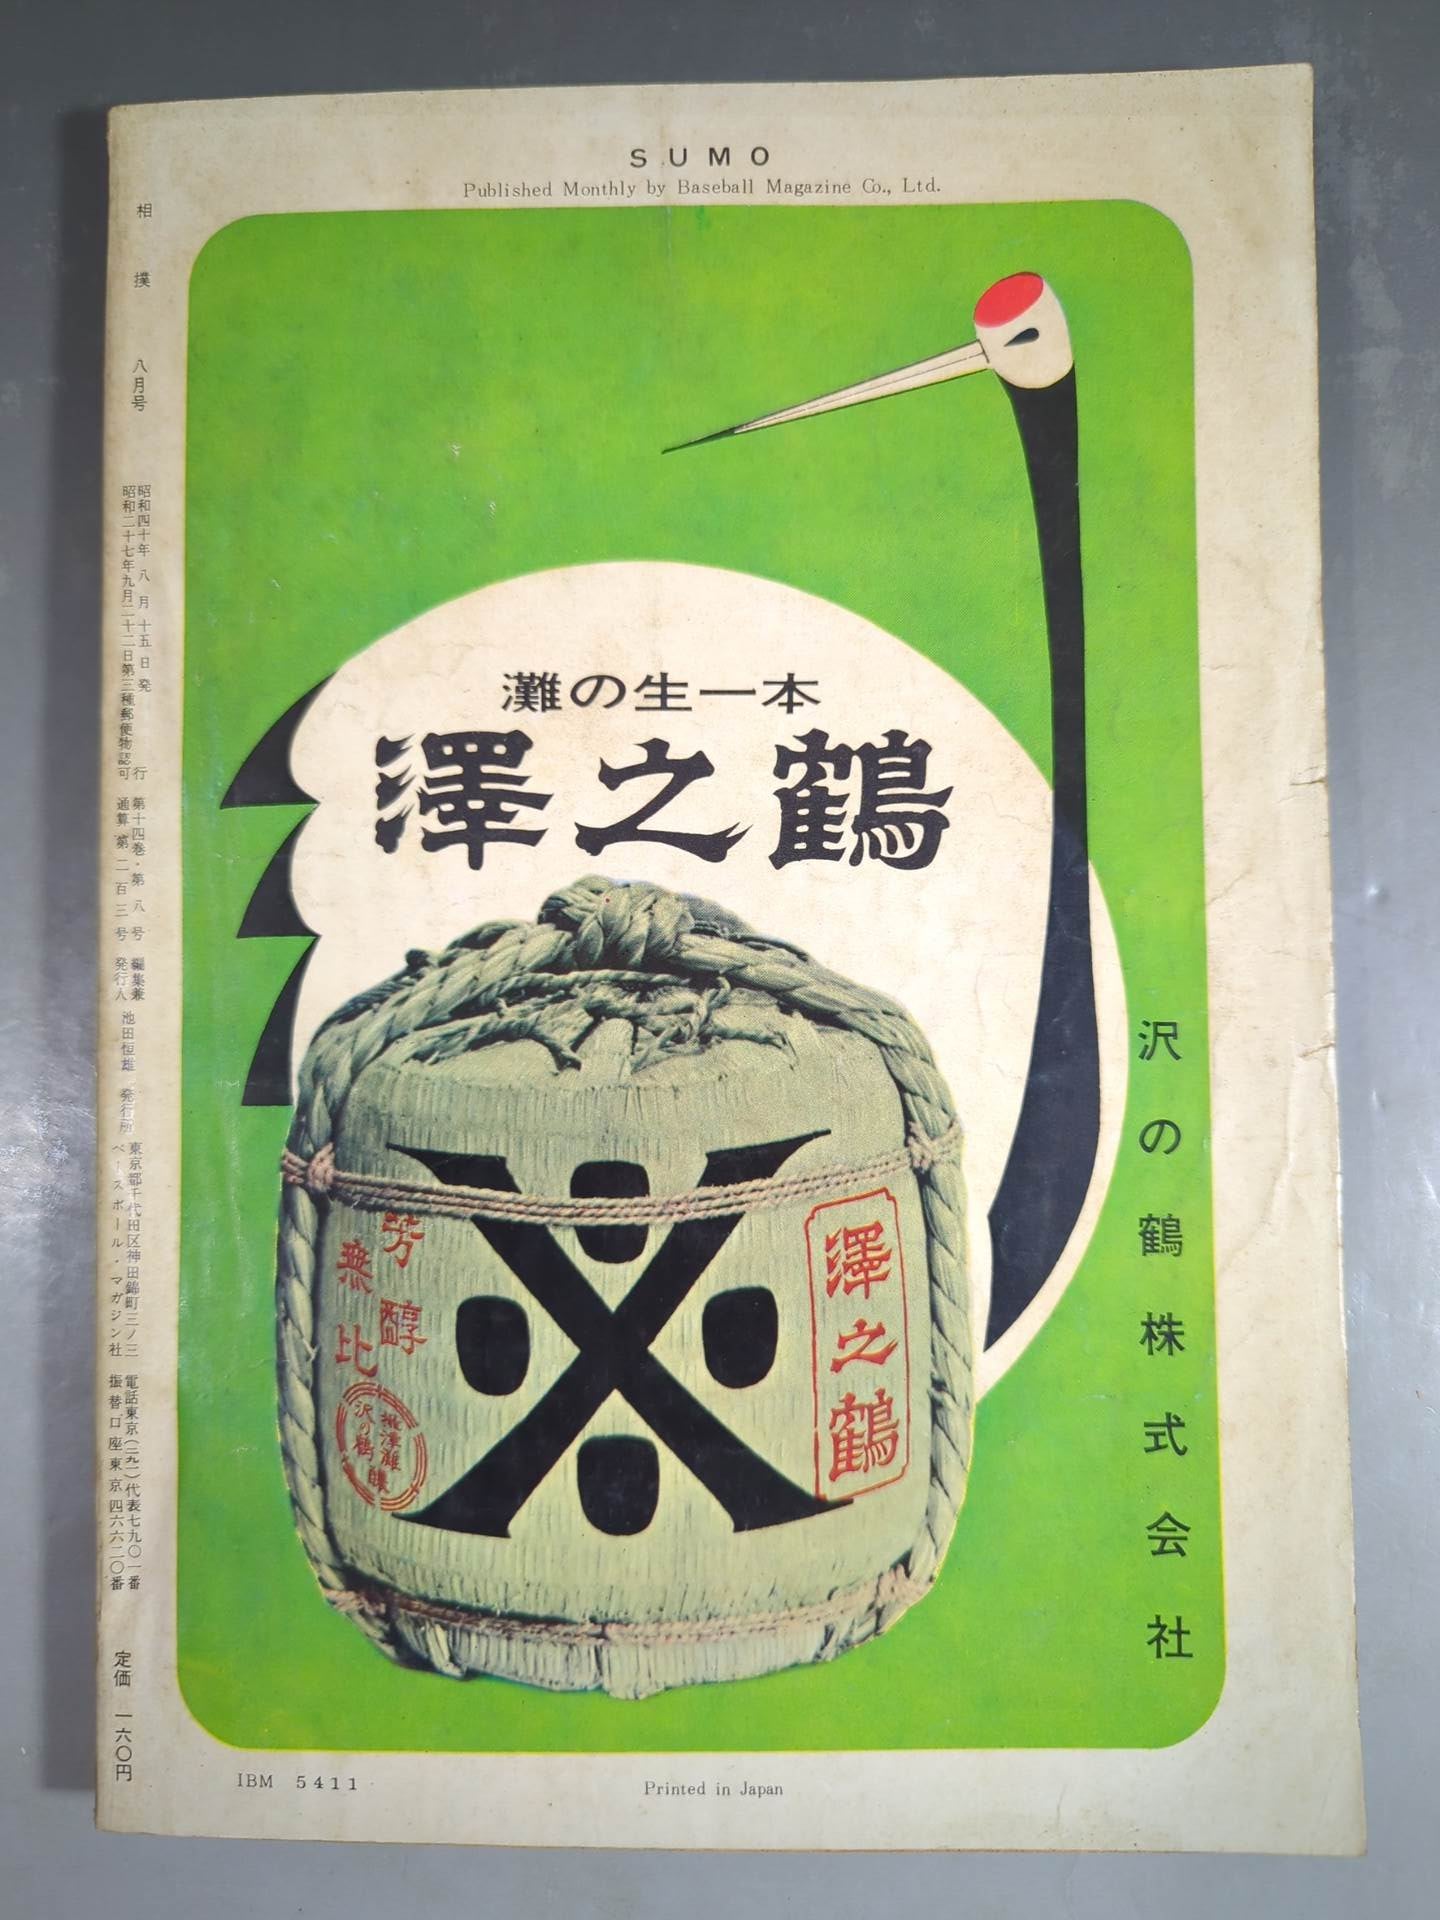 SUMO
Published Monthly by Baseball Magazine Co., Ltd.
相撲 八月号
昭和四十年八月十五日発行 第十四巻・第八号 編集兼
昭和二十七年九月二十二日第三種郵便物認可 通算第二百三号 発行人
池田恒雄 発行所
東京都千代田区神田錦町三ノ三 電話東京(二九一)代表七九〇一番
ベースボール・マガジン社 振替口座東京四六六二〇番
定価 一六〇円
灘の生一本
澤之鶴
澤之鶴
芳醇
無比
摂津灘醸
沢の鶴
沢の鶴株式会社
IBM 5411
Printed in Japan